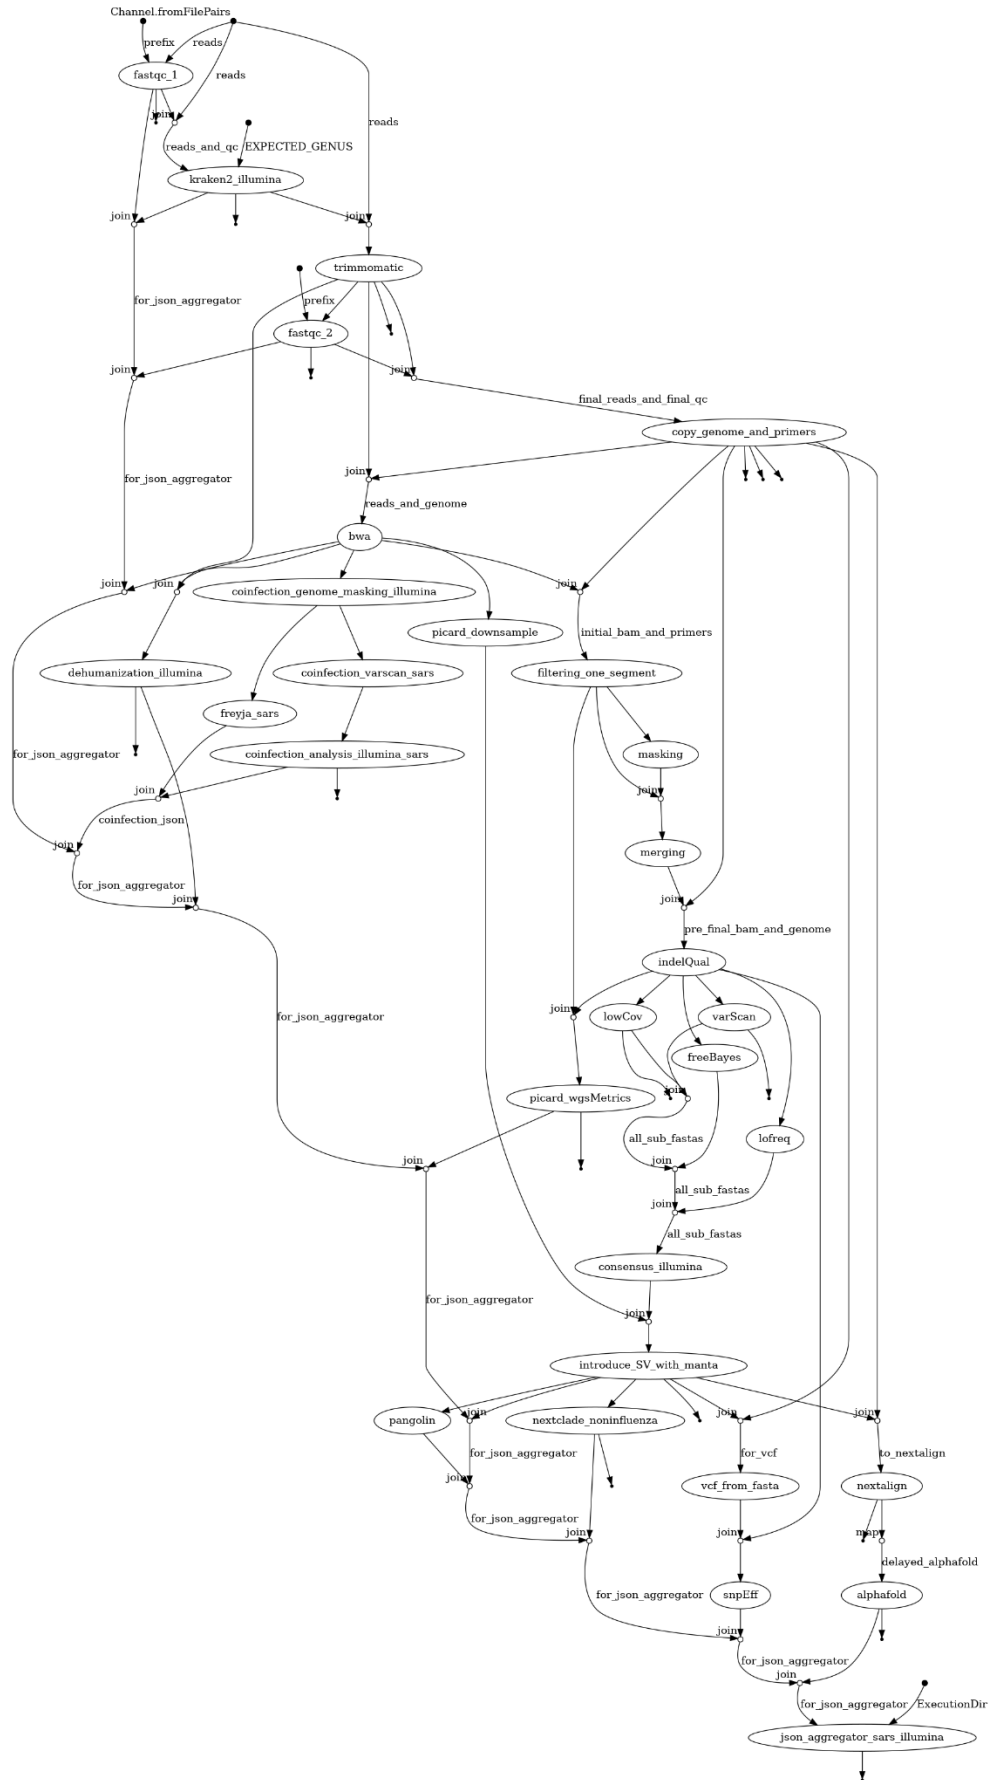 Channel.fromFilePairs
prefix
reads
fastqc_1
reads
join
reads
reads_and_qc
EXPECTED_GENUS
kraken2_illumina
join
join
trimmomatic
for_json_aggregator
prefix
fastqc_2
join
join
final_reads_and_final_qc
copy_genome_and_primers
for_json_aggregator
join
reads_and_genome
bwa
join
join
coinfection_genome_masking_illumina
join
picard_downsample
initial_bam_and_primers
dehumanization_illumina
coinfection_varscan_sars
filtering_one_segment
freyja_sars
for_json_aggregator
coinfection_analysis_illumina_sars
masking
join
join
coinfection_json
join
merging
for_json_aggregator
join
join
pre_final_bam_and_genome
indelQual
for_json_aggregator
join
lowCov
varScan
freeBayes
join
picard_wgsMetrics
all_sub_fastas
lofreq
join
join
all_sub_fastas
join
all_sub_fastas
consensus_illumina
for_json_aggregator
join
introduce_SV_with_manta
pangolin
join
nextclade_noninfluenza
join
join
for_json_aggregator
for_vcf
to_nextalign
join
vcf_from_fasta
nextalign
for_json_aggregator
join
join
map
delayed_alphafold
for_json_aggregator
snpEff
alphafold
join
for_json_aggregator
join
for_json_aggregator
ExecutionDir
json_aggregator_sars_illumina